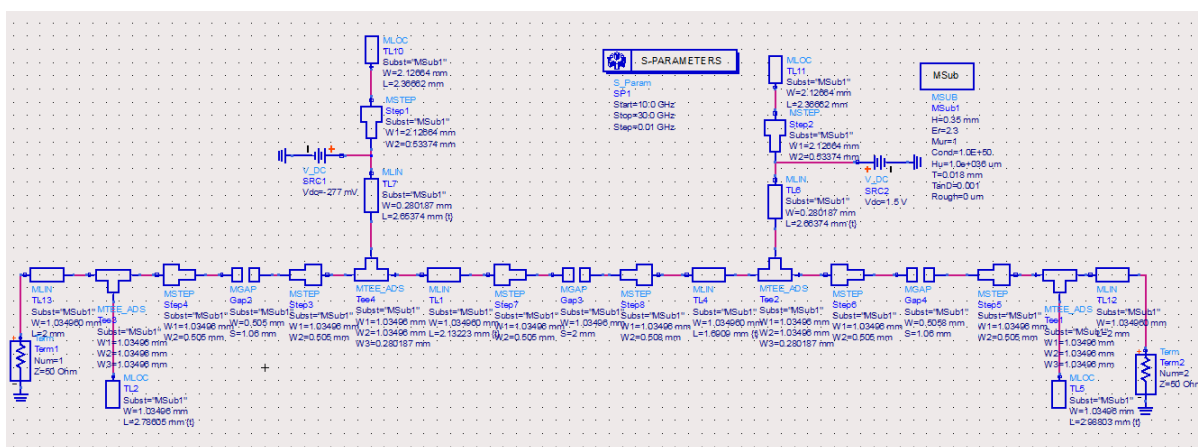 MLOC
TL10
Subst="MSub1"
W=2.12664 mm
L=2.36662 mm
MSTEP
Step1
Subst="MSub1"
W1=2.12664 mm
W2=0.53374 mm
V_DC
SRC1
Vdc=-277 mV
MLIN
TL7
Subst="MSub1"
W=0.280187 mm
L=2.65374 mm {t}
S-PARAMETERS
S_Param
SP1
Start=10.0 GHz
Stop=30.0 GHz
Step=0.01 GHz
MLOC
TL11
Subst="MSub1"
W=2.12664 mm
L=2.36662 mm
MSTEP
Step2
Subst="MSub1"
W1=2.12664 mm
W2=0.53374 mm
V_DC
SRC2
Vdc=1.5 V
MLIN
TL6
Subst="MSub1"
W=0.280187 mm
L=2.66374 mm {t}
MSub
MSUB
MSub1
H=0.35 mm
Er=2.3
Mur=1
Cond=1.0E+50
Hu=1.0e+036 um
T=0.018 mm
TanD=0.001
Rough=0 um
MLIN
TL13
Subst="MSub1"
W=1.03496 mm
L=2 mm
Term
Term1
Num=1
Z=50 Ohm
MTEE_ADS
Tee3
Subst="MSub1"
W1=1.03496 mm
W2=1.03496 mm
W3=1.03496 mm
MLOC
TL2
Subst="MSub1"
W=1.03496 mm
L=2.78605 mm {t}
MSTEP
Step4
Subst="MSub1"
W1=1.03496 mm
W2=0.505 mm
MGAP
Gap2
Subst="MSub1"
W=0.505 mm
S=1.06 mm
MSTEP
Step3
Subst="MSub1"
W1=1.03496 mm
W2=0.505 mm
MTEE_ADS
Tee4
Subst="MSub1"
W1=1.03496 mm
W2=1.03496 mm
W3=0.280187 mm
MLIN
TL1
Subst="MSub1"
W=1.034960 mm
L=2.13223 mm {t}
MSTEP
Step7
Subst="MSub1"
W1=1.03496 mm
W2=0.505 mm
MGAP
Gap3
Subst="MSub1"
W=0.505 mm
S=2 mm
MSTEP
Step8
Subst="MSub1"
W1=1.03496 mm
W2=0.508 mm
MLIN
TL4
Subst="MSub1"
W=1.034960 mm
L=1.6909 mm {t}
MTEE_ADS
Tee2
Subst="MSub1"
W1=1.03496 mm
W2=1.03496 mm
W3=0.280187 mm
MSTEP
Step6
Subst="MSub1"
W1=1.03496 mm
W2=0.505 mm
MGAP
Gap4
Subst="MSub1"
W=0.5058 mm
S=1.06 mm
MSTEP
Step5
Subst="MSub1"
W1=1.03496 mm
W2=0.505 mm
MTEE_ADS
Subst="MSub1"
W1=1.03496 mm
W2=1.03496 mm
W3=1.03496 mm
MLOC
TL5
Subst="MSub1"
W=1.03496 mm
L=2.98803 mm {t}
MLIN
TL12
Subst="MSub1"
W=1.034960 mm
Term
Term2
Num=2
Z=50 Ohm